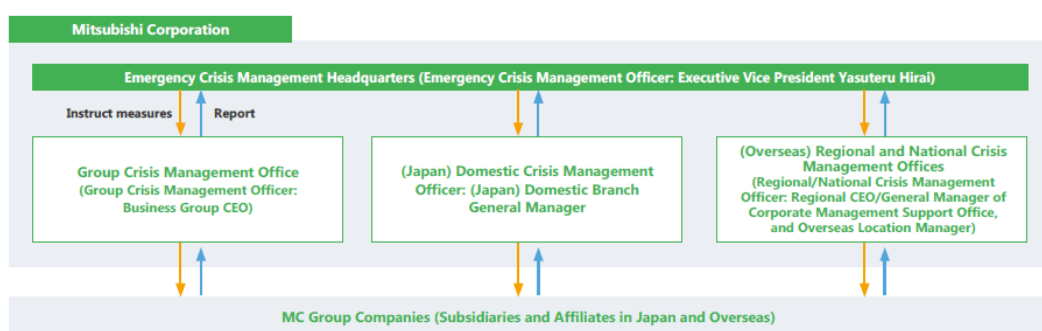 Mitsubishi Corporation
Emergency Crisis Management Headquarters (Emergency Crisis Management Officer: Executive Vice President Yasuteru Hirai)
Instruct measures
Report
Group Crisis Management Office
(Group Crisis Management Officer:
Business Group CEO)
(Japan) Domestic Crisis Management
Officer: (Japan) Domestic Branch
General Manager
(Overseas) Regional and National Crisis
Management Offices
(Regional/National Crisis Management
Officer: Regional CEO/General Manager of
Corporate Management Support Office,
and Overseas Location Manager)
MC Group Companies (Subsidiaries and Affiliates in Japan and Overseas)